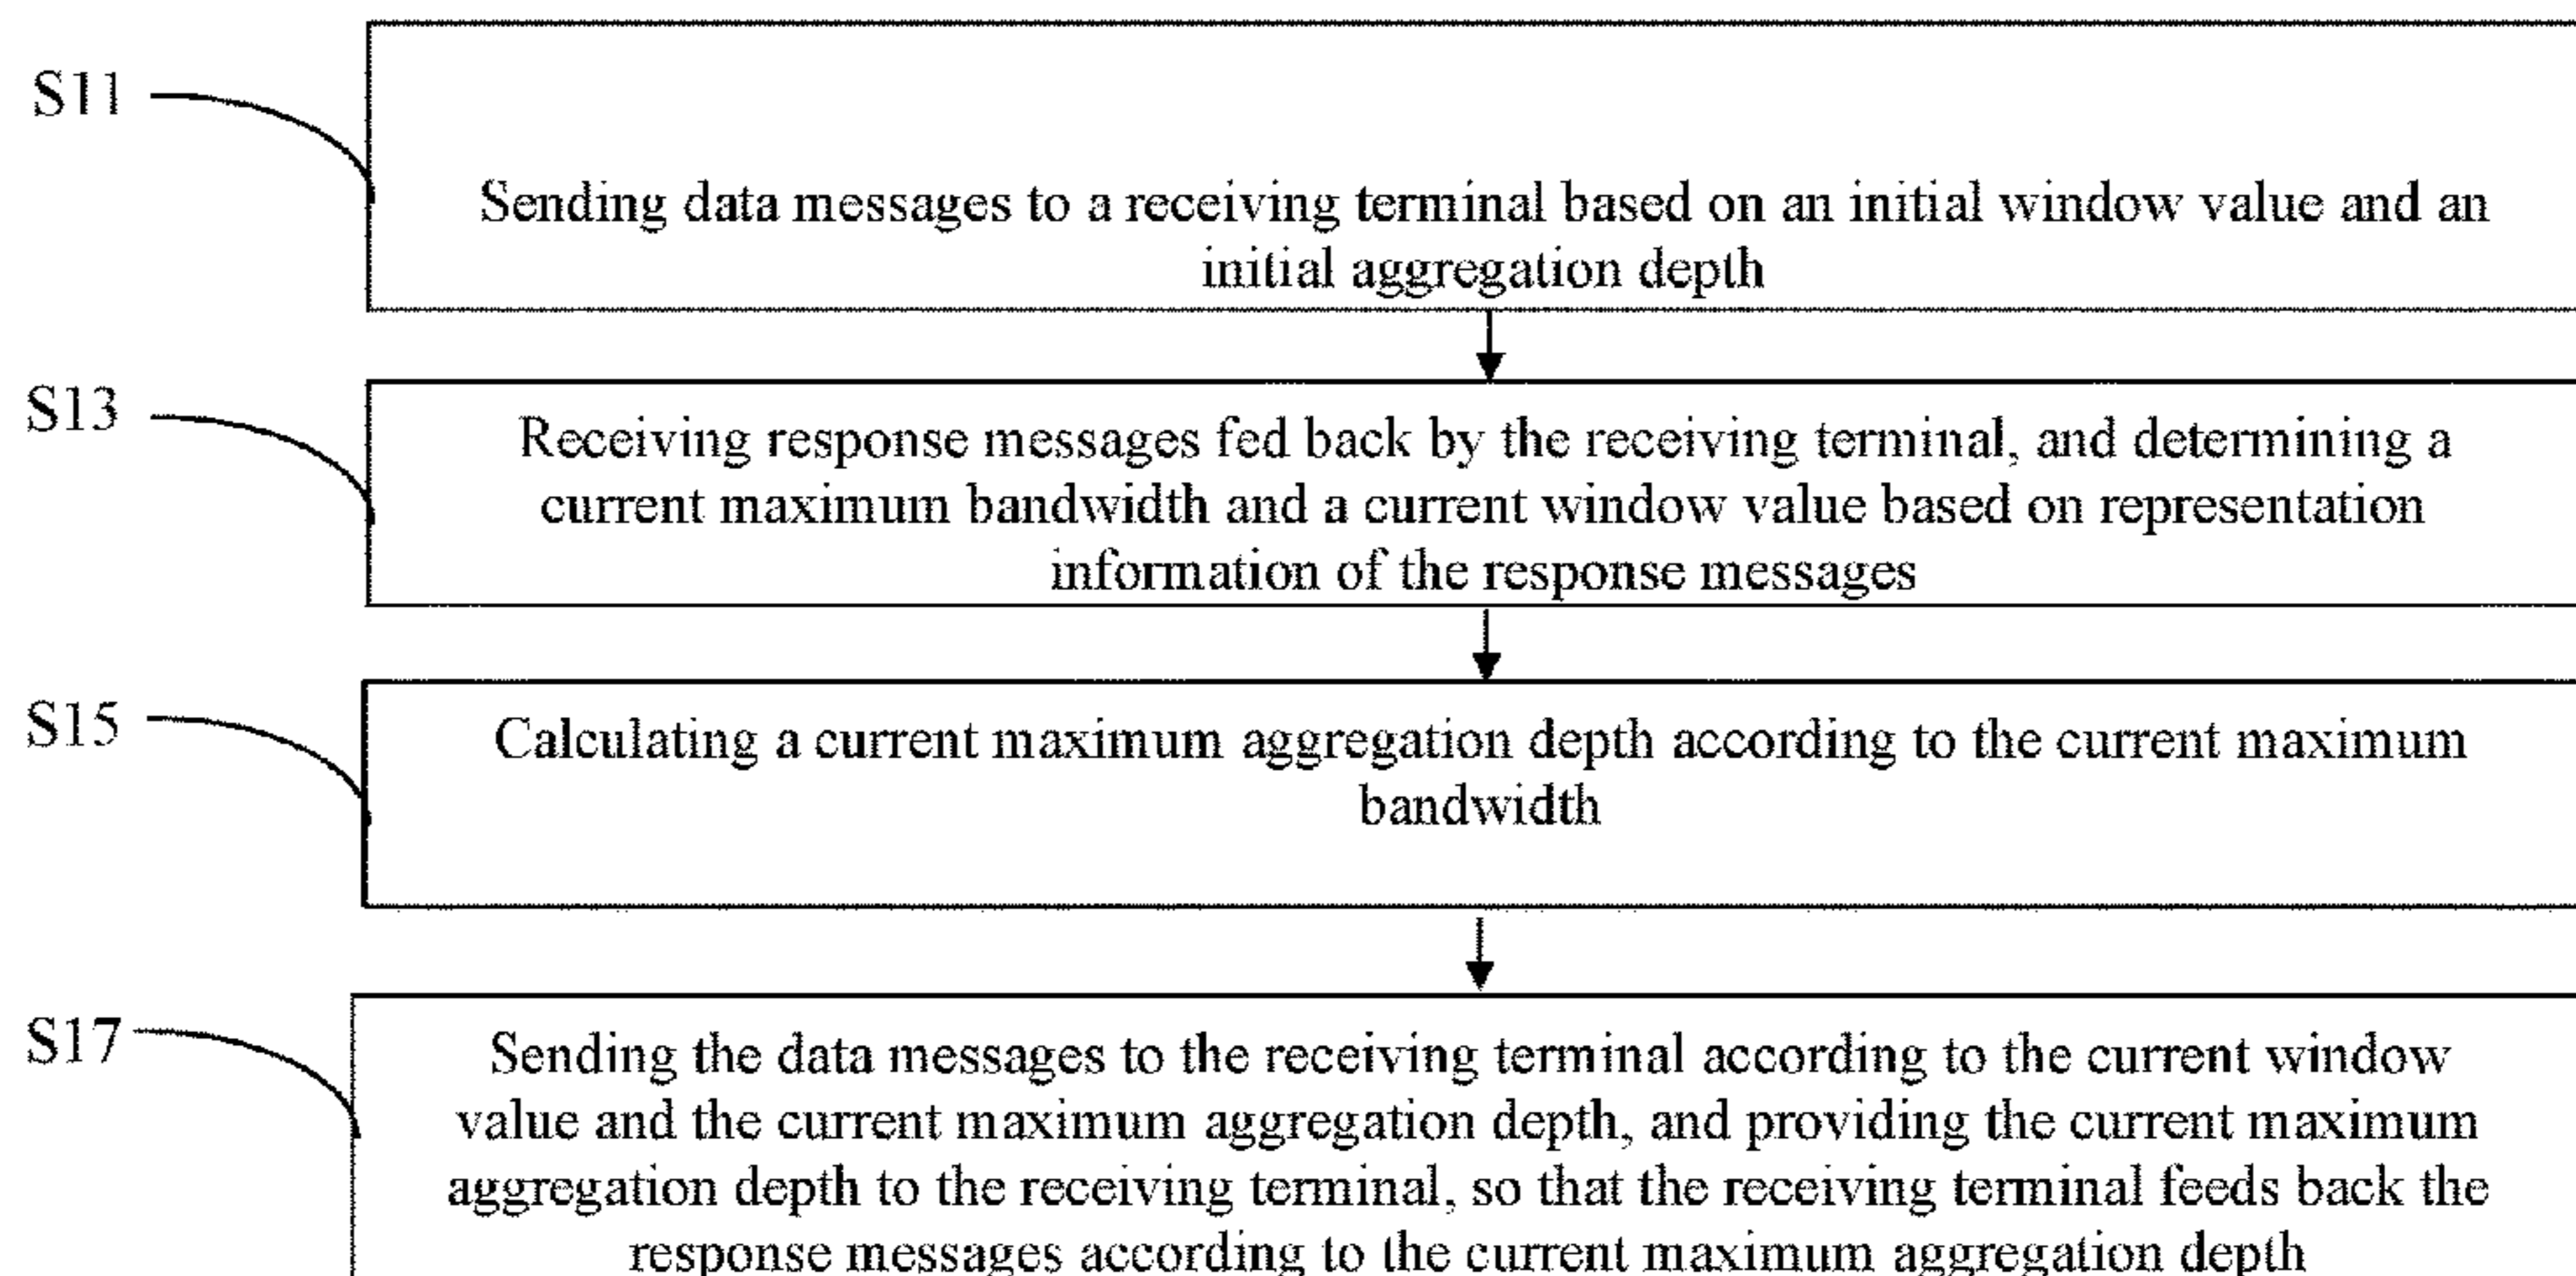 S11
Sending data messages to a receiving terminal based on an initial window value and an
initial aggregation depth
S13
Receiving response messages fed back by the receiving terminal, and determining a
current maximum bandwidth and a current window value based on representation
information of the response messages
S15
Calculating a current maximum aggregation depth according to the current maximum
bandwidth
S17
Sending the data messages to the receiving terminal according to the current window
value and the current maximum aggregation depth, and providing the current maximum
aggregation depth to the receiving terminal, so that the receiving terminal feeds back the
response messages according to the current maximum aggregation depth